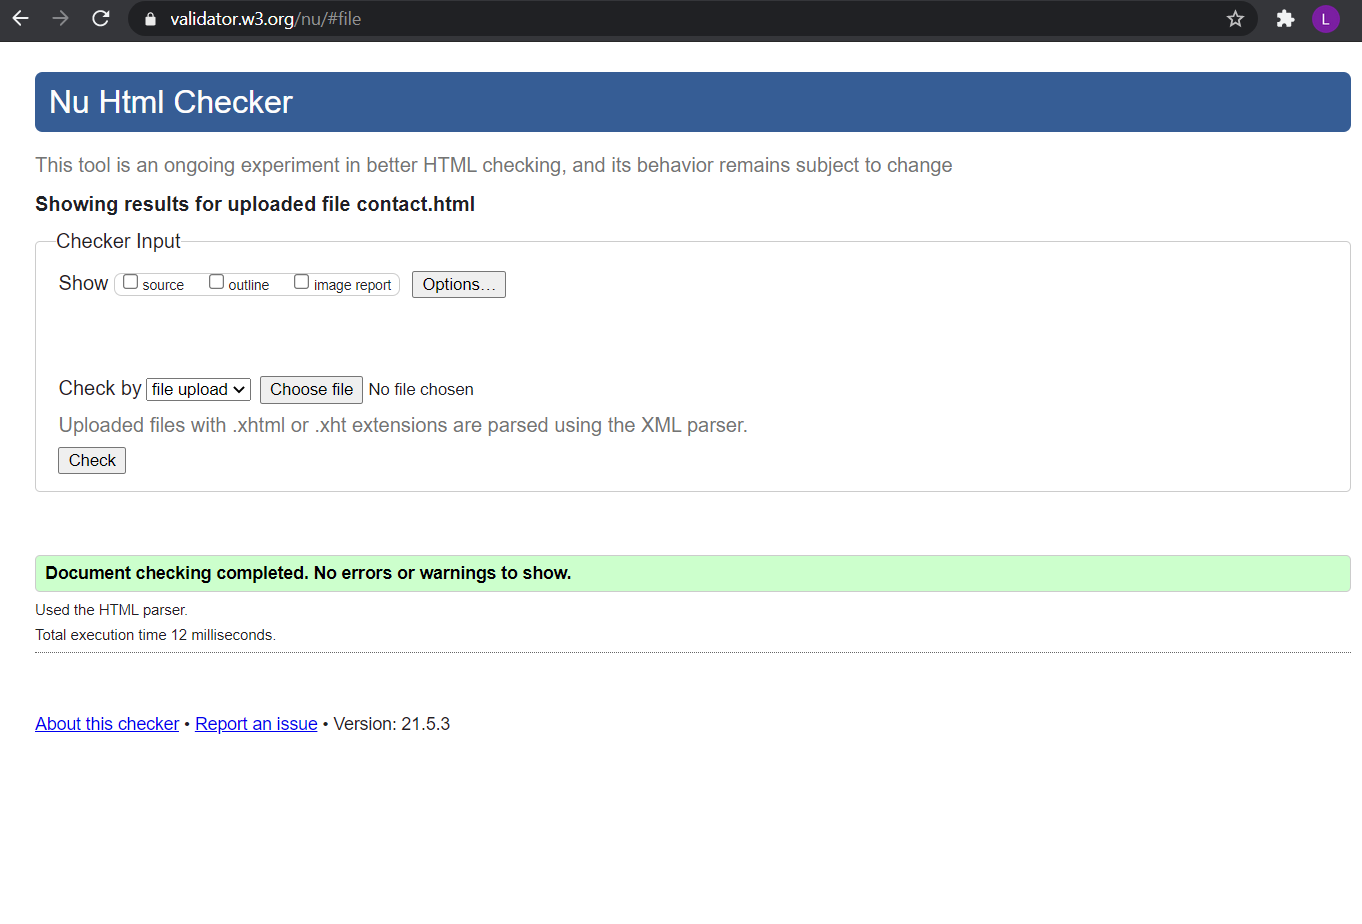 validator.w3.org/nu/#file
L
Nu Html Checker
This tool is an ongoing experiment in better HTML checking, and its behavior remains subject to change
Showing results for uploaded file contact.html
Checker Input
Show source outline image report Options...
Check by file upload Choose file No file chosen
Uploaded files with .xhtml or .xht extensions are parsed using the XML parser.
Check
Document checking completed. No errors or warnings to show.
Used the HTML parser.
Total execution time 12 milliseconds.
About this checker • Report an issue • Version: 21.5.3